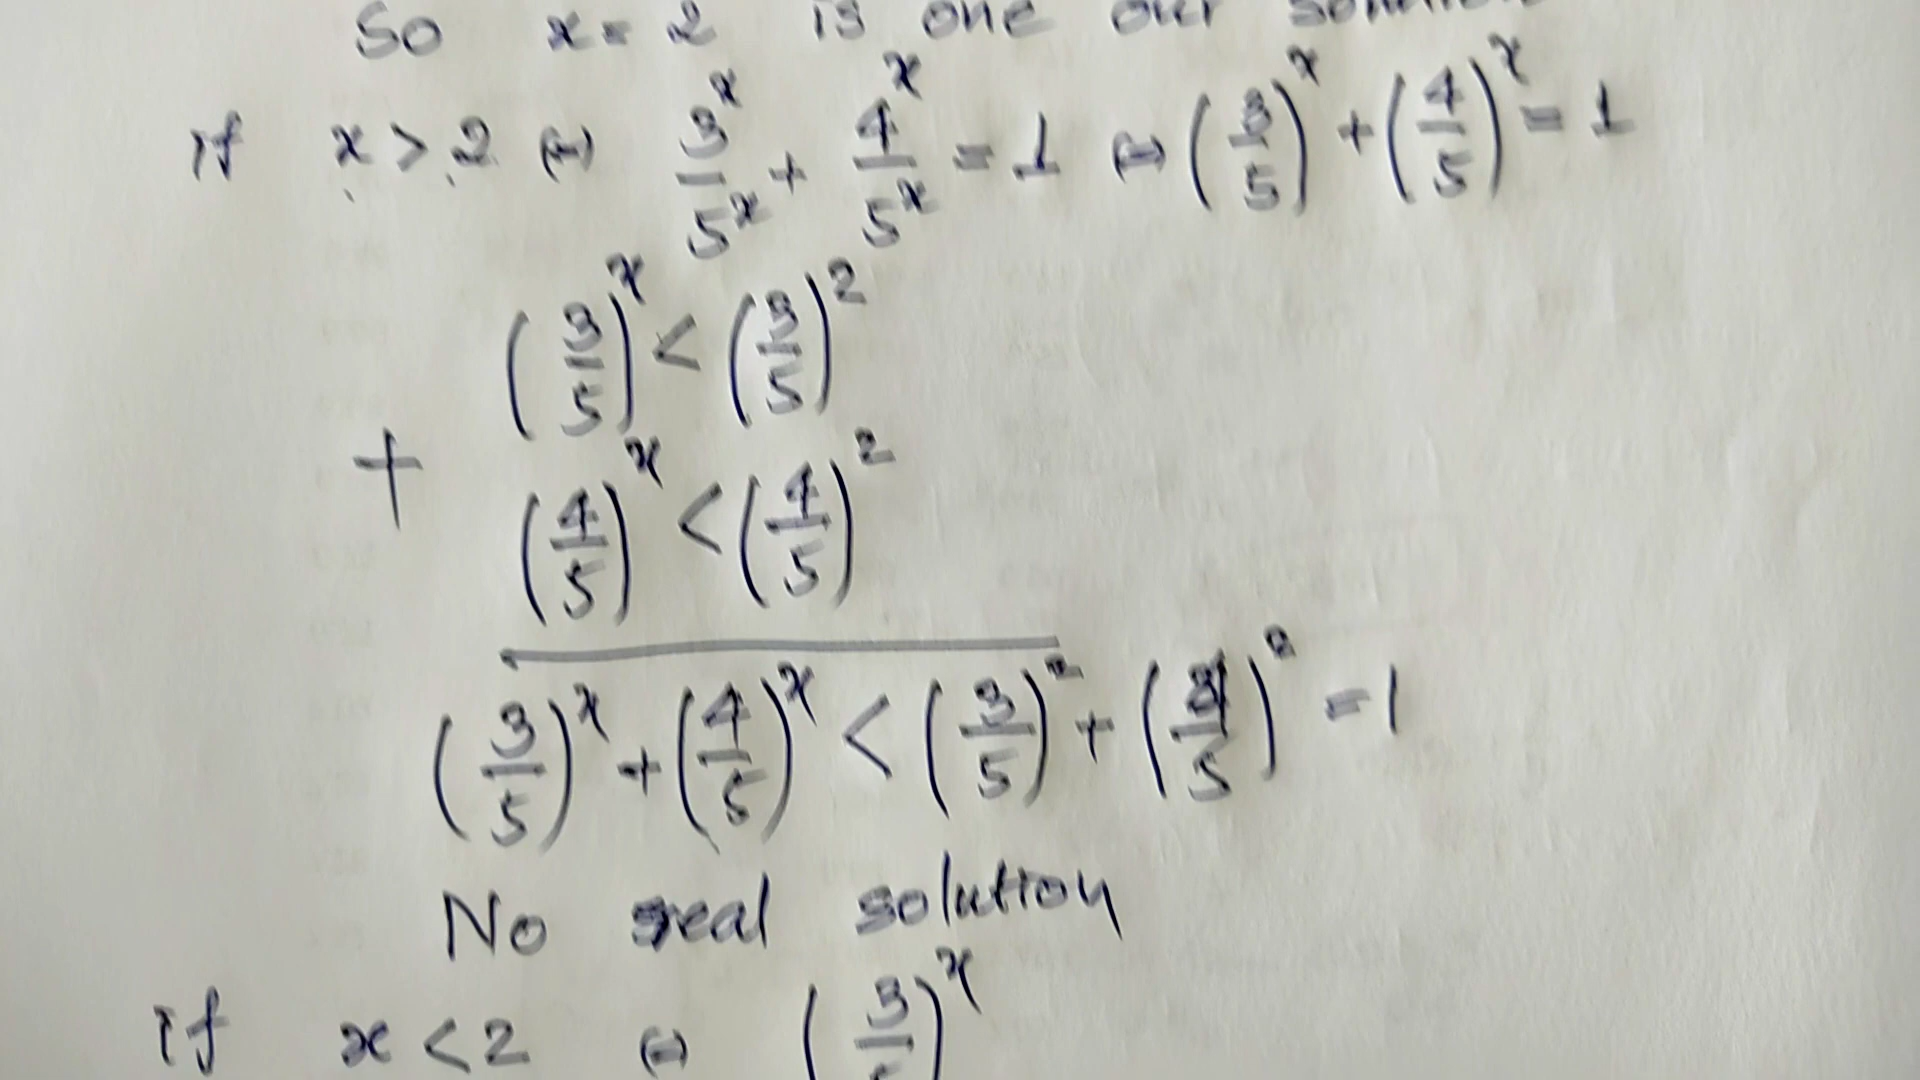 So x = 2 is one our solution
if x > 2 (=) 3^x/5^x + 4^x/5^x = 1 (=) (3/5)^x + (4/5)^x = 1
(3/5)^x < (3/5)^2
+
(4/5)^x < (4/5)^2
(3/5)^x + (4/5)^x < (3/5)^2 + (4/5)^2 = 1
No real solution
if x < 2 (=) (3/5)^x